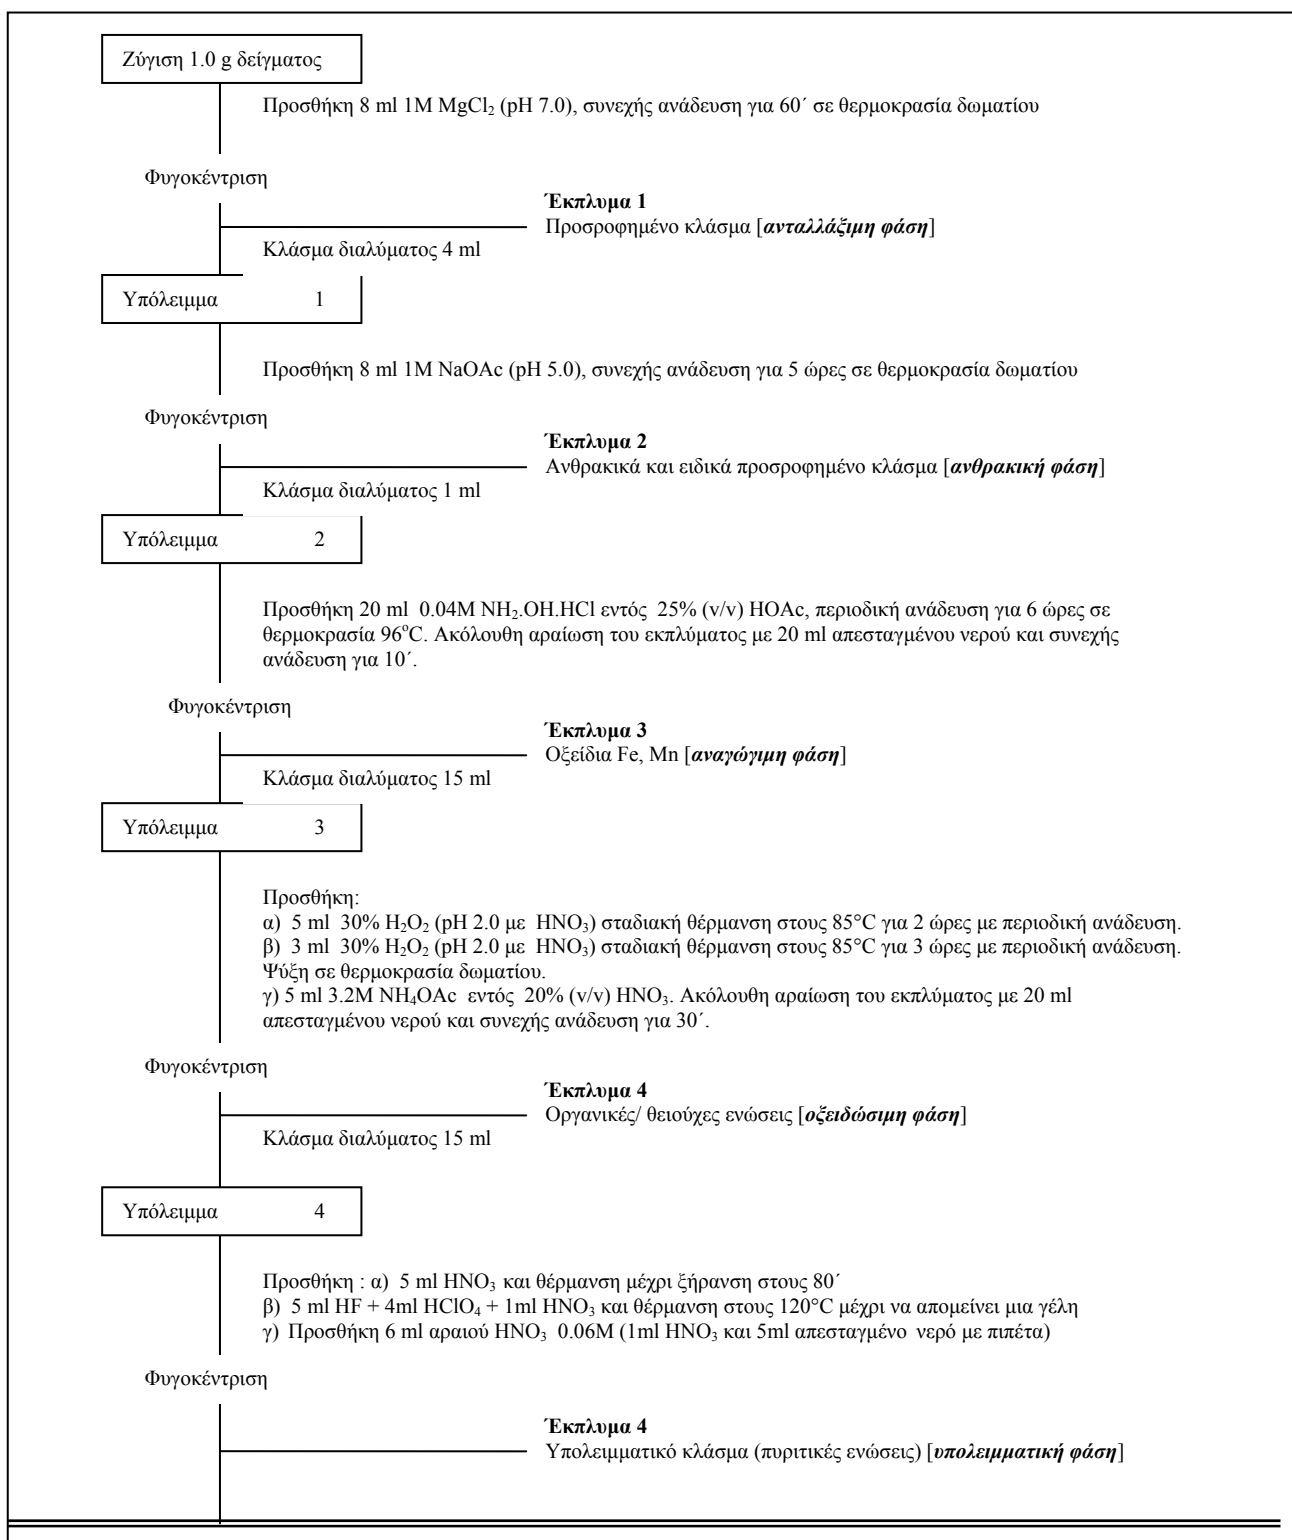 Ζύγιση 1.0 g δείγματος
Προσθήκη 8 ml 1M MgCl₂ (pH 7.0), συνεχής ανάδευση για 60΄ σε θερμοκρασία δωματίου
Φυγοκέντριση
Έκπλυμα 1
Προσροφημένο κλάσμα [ανταλλάξιμη φάση]
Κλάσμα διαλύματος 4 ml
Υπόλειμμα 1
Προσθήκη 8 ml 1M NaOAc (pH 5.0), συνεχής ανάδευση για 5 ώρες σε θερμοκρασία δωματίου
Φυγοκέντριση
Έκπλυμα 2
Ανθρακικά και ειδικά προσροφημένο κλάσμα [ανθρακική φάση]
Κλάσμα διαλύματος 1 ml
Υπόλειμμα 2
Προσθήκη 20 ml 0.04M NH₂.OH.HCl εντός 25% (v/v) HOAc, περιοδική ανάδευση για 6 ώρες σε
θερμοκρασία 96°C. Ακόλουθη αραίωση του εκπλύματος με 20 ml απεσταγμένου νερού και συνεχής
ανάδευση για 10΄.
Φυγοκέντριση
Έκπλυμα 3
Οξείδια Fe, Mn [αναγώγιμη φάση]
Κλάσμα διαλύματος 15 ml
Υπόλειμμα 3
Προσθήκη:
α) 5 ml 30% H₂O₂ (pH 2.0 με HNO₃) σταδιακή θέρμανση στους 85°C για 2 ώρες με περιοδική ανάδευση.
β) 3 ml 30% H₂O₂ (pH 2.0 με HNO₃) σταδιακή θέρμανση στους 85°C για 3 ώρες με περιοδική ανάδευση.
Ψύξη σε θερμοκρασία δωματίου.
γ) 5 ml 3.2M NH₄OAc εντός 20% (v/v) HNO₃. Ακόλουθη αραίωση του εκπλύματος με 20 ml
απεσταγμένου νερού και συνεχής ανάδευση για 30΄.
Φυγοκέντριση
Έκπλυμα 4
Οργανικές/ θειούχες ενώσεις [οξειδώσιμη φάση]
Κλάσμα διαλύματος 15 ml
Υπόλειμμα 4
Προσθήκη : α) 5 ml HNO₃ και θέρμανση μέχρι ξήρανση στους 80΄
β) 5 ml HF + 4ml HClO₄ + 1ml HNO₃ και θέρμανση στους 120°C μέχρι να απομείνει μια γέλη
γ) Προσθήκη 6 ml αραιού HNO₃ 0.06M (1ml HNO₃ και 5ml απεσταγμένο νερό με πιπέτα)
Φυγοκέντριση
Έκπλυμα 4
Υπολειμματικό κλάσμα (πυριτικές ενώσεις) [υπολειμματική φάση]